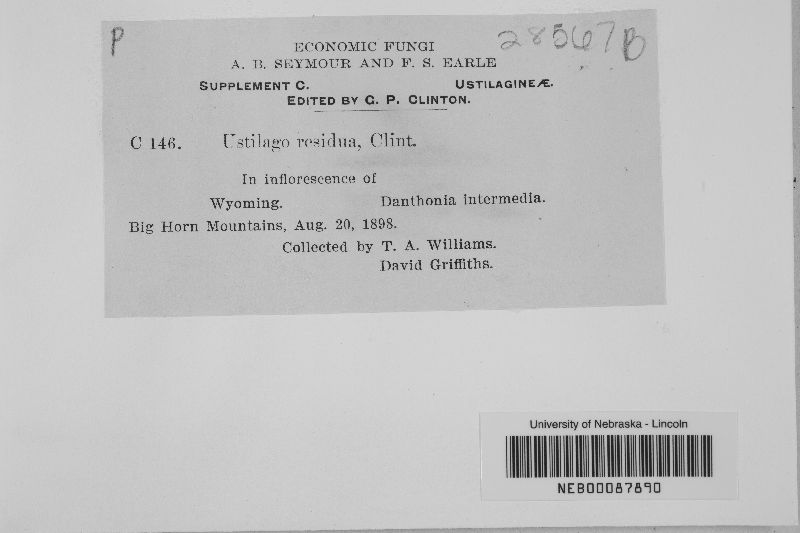 P
28567B
ECONOMIC FUNGI
A. B. SEYMOUR AND F. S. EARLE
SUPPLEMENT C. USTILAGINEÆ.
EDITED BY G. P. CLINTON.
C 146. Ustilago residua, Clint.
In inflorescence of
Wyoming. Danthonia intermedia.
Big Horn Mountains, Aug. 20, 1898.
Collected by T. A. Williams.
David Griffiths.
University of Nebraska - Lincoln
NEB00087890